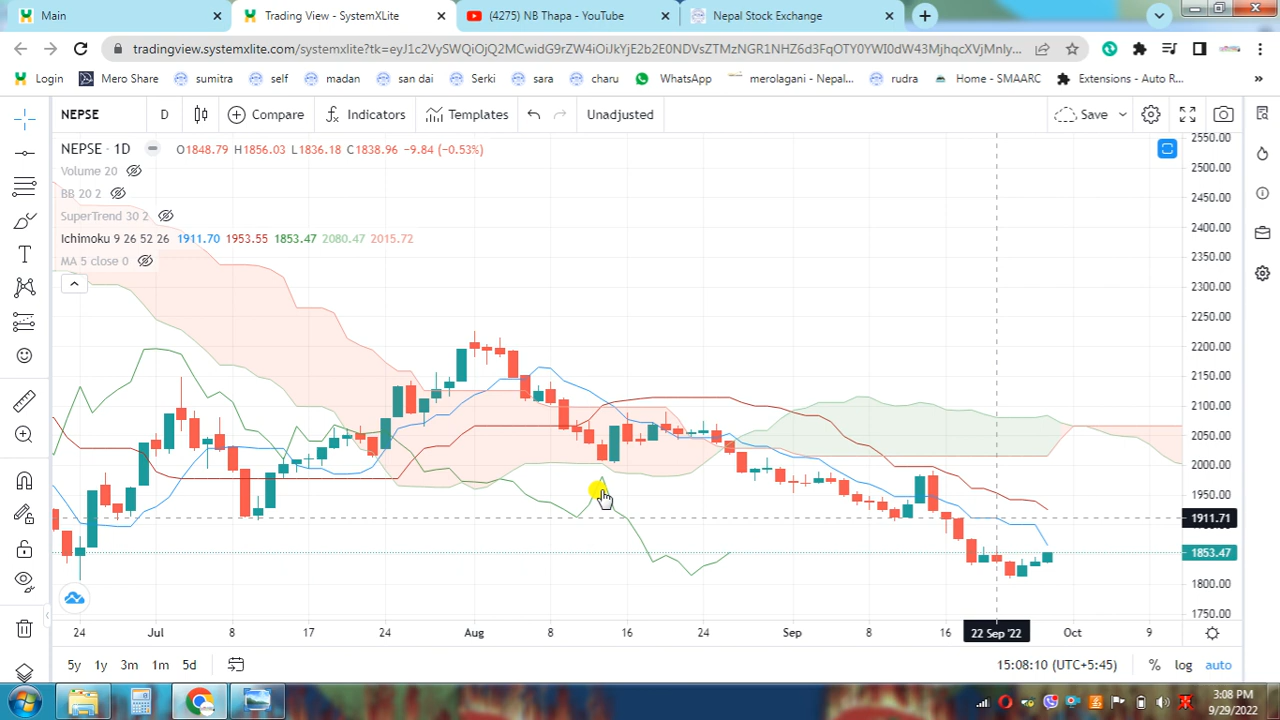 Main
Trading View - SystemXLite
(4275) NB Thapa - YouTube
Nepal Stock Exchange
Login
Mero Share
sumitra
self
madan
san dai
Serki
sara
charu
WhatsApp
merolagani - Nepal...
rudra
Home - SMAARC
Extensions - Auto R...
»
NEPSE
D
Compare
Indicators
Templates
Unadjusted
Save
NEPSE · 1D
O1848.79 H1856.03 L1836.18 C1838.96 −9.84 (−0.53%)
Volume 20
BB 20 2
SuperTrend 30 2
Ichimoku 9 26 52 26 1911.70 1953.55 1853.47 2080.47 2015.72
MA 5 close 0
2550.00
2500.00
2450.00
2400.00
2350.00
2300.00
2250.00
2200.00
2150.00
2100.00
2050.00
2000.00
1950.00
1911.71
1853.47
1800.00
1750.00
24 Jul 8 17 24 Aug 8 16 24 Sep 8 16 22 Sep '22 Oct 9
5y 1y 3m 1m 5d
15:08:10 (UTC+5:45) % log auto
3:08 PM
9/29/2022